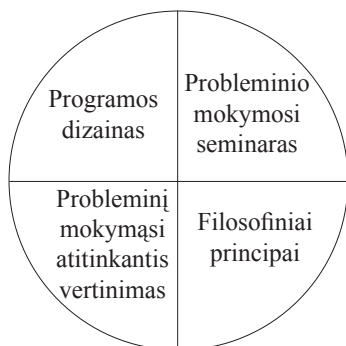 Programos
dizainas
Probleminio
mokymosi
seminaras
Probleminį
mokymąsi
atitinkantis
vertinimas
Filosofiniai
principai